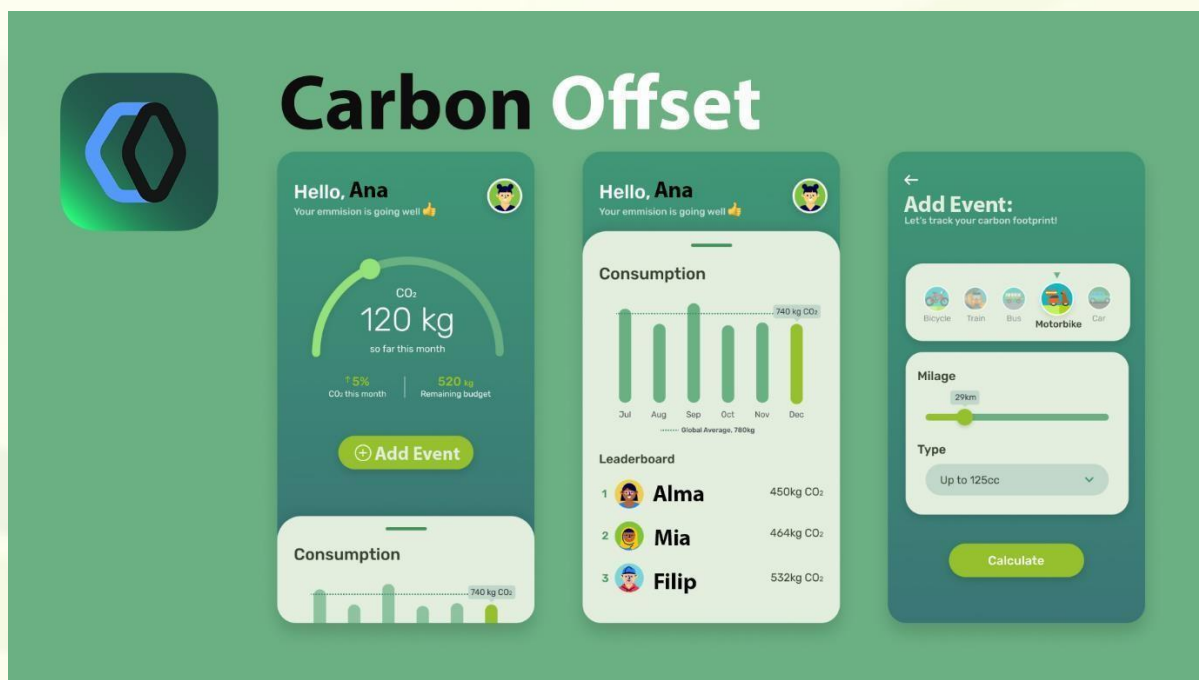 Carbon Offset
Hello, Ana
Your emmision is going well
CO₂
120 kg
so far this month
↑5%
CO₂ this month
520 kg
Remaining budget
Add Event
Consumption
740 kg CO₂
Hello, Ana
Your emmision is going well
Consumption
740 kg CO₂
Jul Aug Sep Oct Nov Dec
Global Average, 780kg
Leaderboard
1 Alma 450kg CO₂
2 Mia 464kg CO₂
3 Filip 532kg CO₂
←
Add Event:
Let's track your carbon footprint!
Bicycle Train Bus Motorbike Car
Milage
29km
Type
Up to 125cc
Calculate